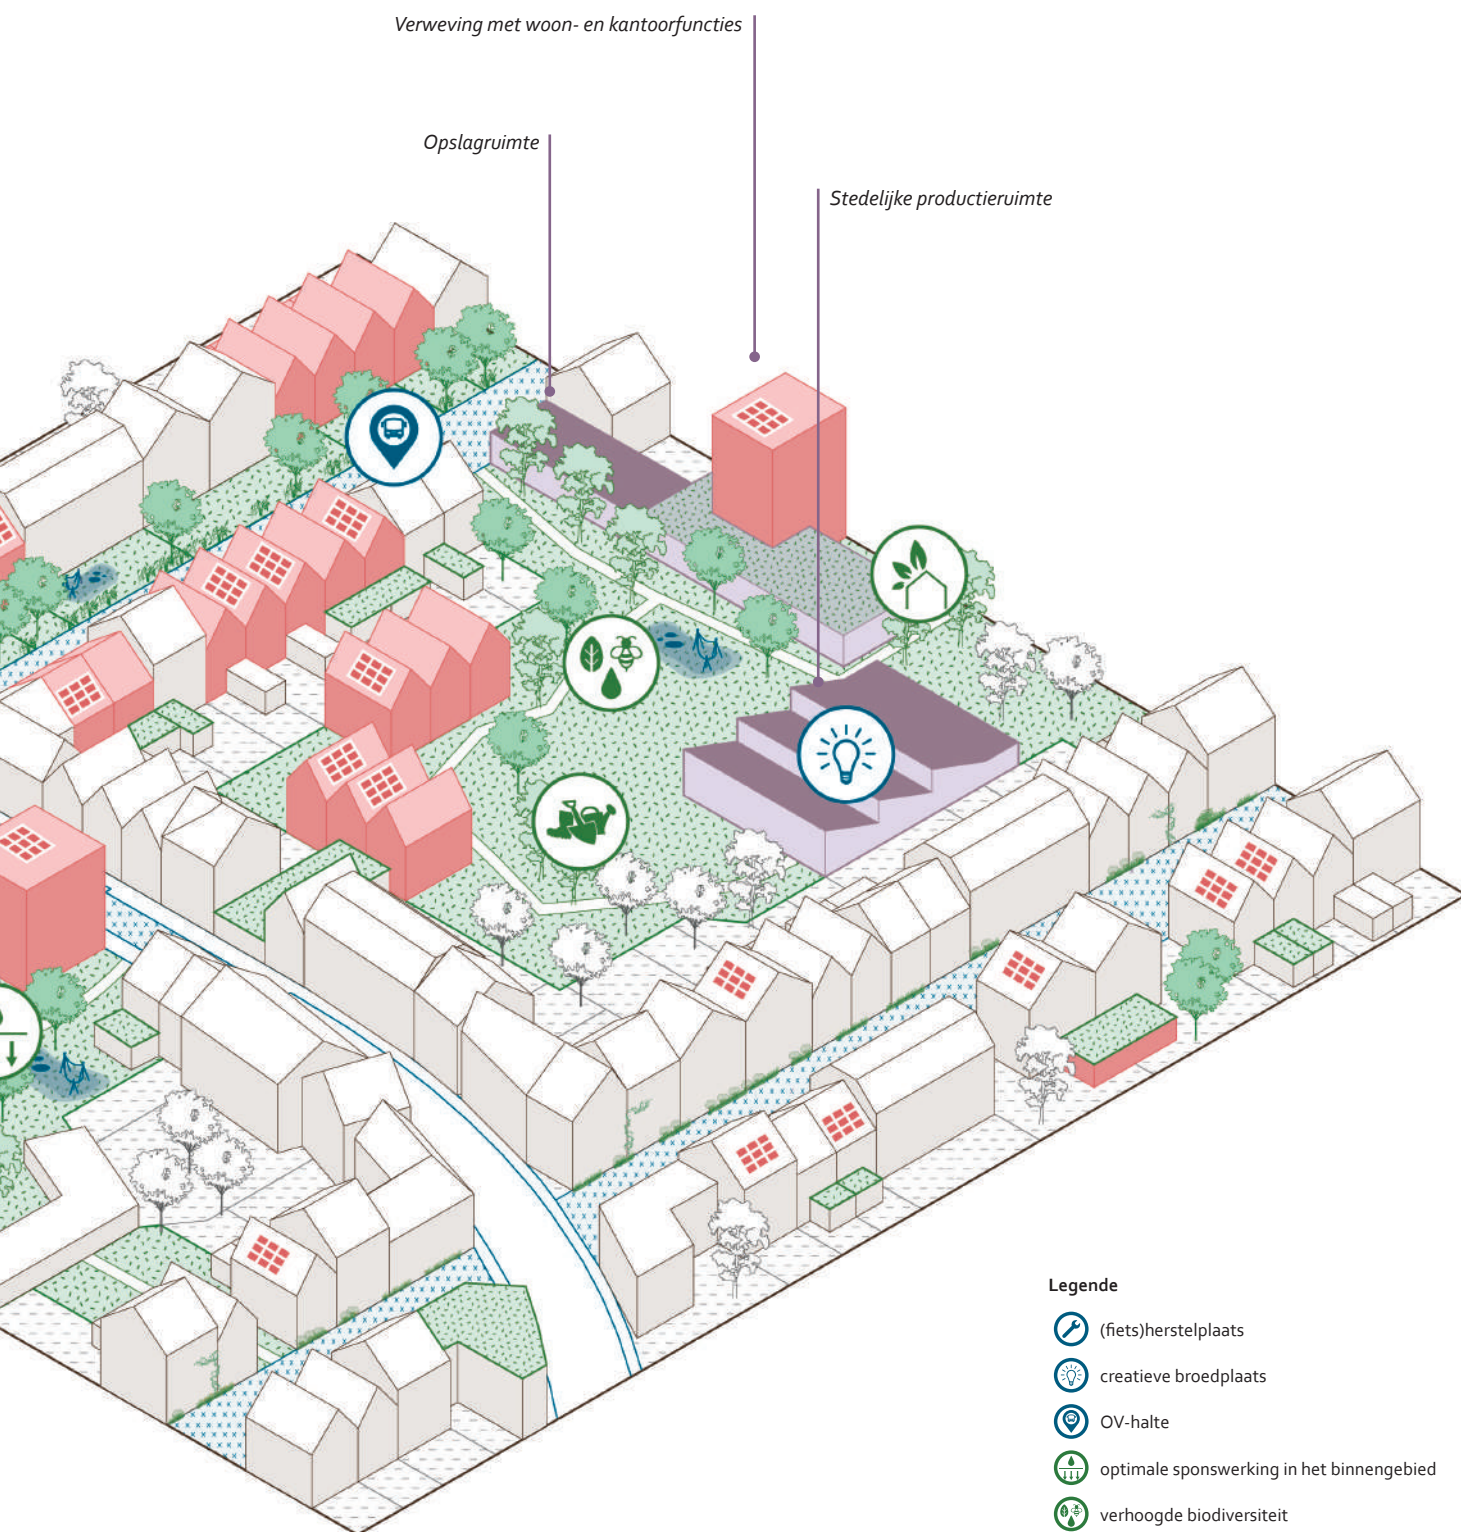 Verweving met woon- en kantoorfuncties
Opslagruimte
Stedelijke productieruimte
Legende
(fiets)herstelplaats
creatieve broedplaats
OV-halte
optimale sponswerking in het binnengebied
verhoogde biodiversiteit